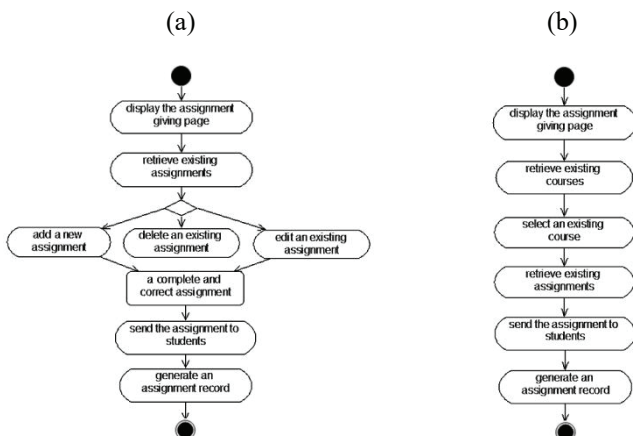 (a)
display the assignment
giving page
retrieve existing
assignments
add a new
assignment
delete an existing
assignment
edit an existing
assignment
a complete and
correct assignment
send the assignment to
students
generate an
assignment record
(b)
display the assignment
giving page
retrieve existing
courses
select an existing
course
retrieve existing
assignments
send the assignment to
students
generate an
assignment record